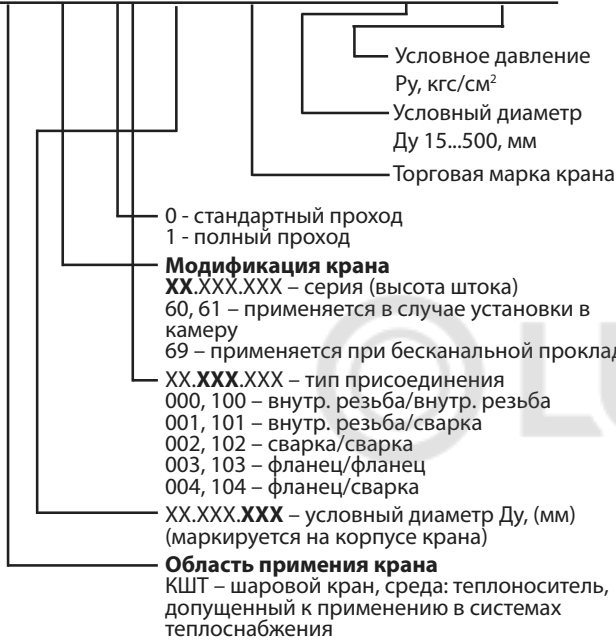 Условное давление
Ру, кгс/см²
Условный диаметр
Ду 15...500, мм
Торговая марка крана
0 - стандартный проход
1 - полный проход
Модификация крана
XX.XXX.XXX – серия (высота штока)
60, 61 – применяется в случае установки в
камеру
69 – применяется при бесканальной проклад
XX.XXX.XXX – тип присоединения
000, 100 – внутр. резьба/внутр. резьба
001, 101 – внутр. резьба/сварка
002, 102 – сварка/сварка
003, 103 – фланец/фланец
004, 104 – фланец/сварка
XX.XXX.XXX – условный диаметр Ду, (мм)
(маркируется на корпусе крана)
Область примения крана
КШТ – шаровой кран, среда: теплоноситель,
допущенный к применению в системах
теплоснабжения